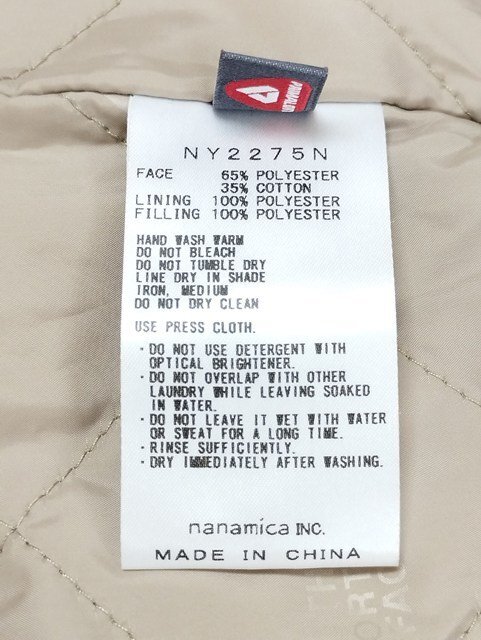 NY2275N
FACE 65% POLYESTER
35% COTTON
LINING 100% POLYESTER
FILLING 100% POLYESTER
HAND WASH WARM
DO NOT BLEACH
DO NOT TUMBLE DRY
LINE DRY IN SHADE
IRON, MEDIUM
DO NOT DRY CLEAN
USE PRESS CLOTH.
· DO NOT USE DETERGENT WITH
OPTICAL BRIGHTENER.
· DO NOT OVERLAP WITH OTHER
LAUNDRY WHILE LEAVING SOAKED
IN WATER.
· DO NOT LEAVE IT WET WITH WATER
OR SWEAT FOR A LONG TIME.
· RINSE SUFFICIENTLY.
· DRY IMMEDIATELY AFTER WASHING.
nanamica INC.
MADE IN CHINA